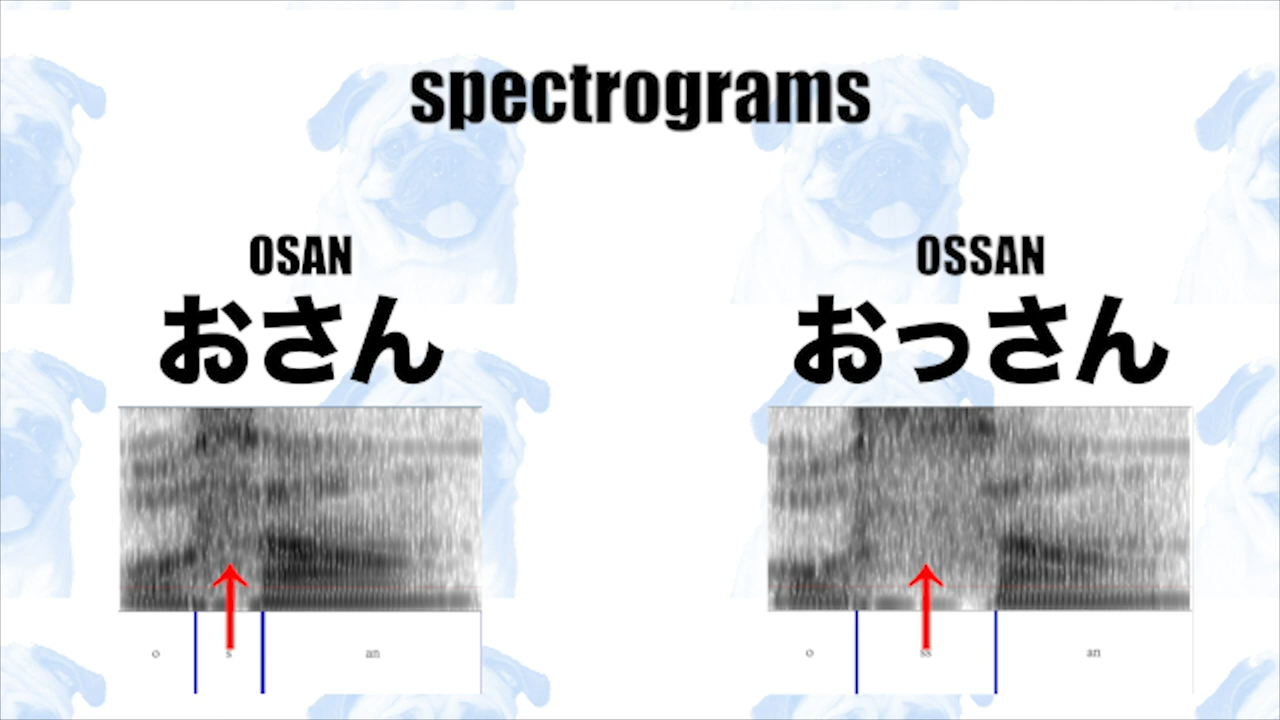 spectrograms
OSAN
おさん
o s an
OSSAN
おっさん
o ss an